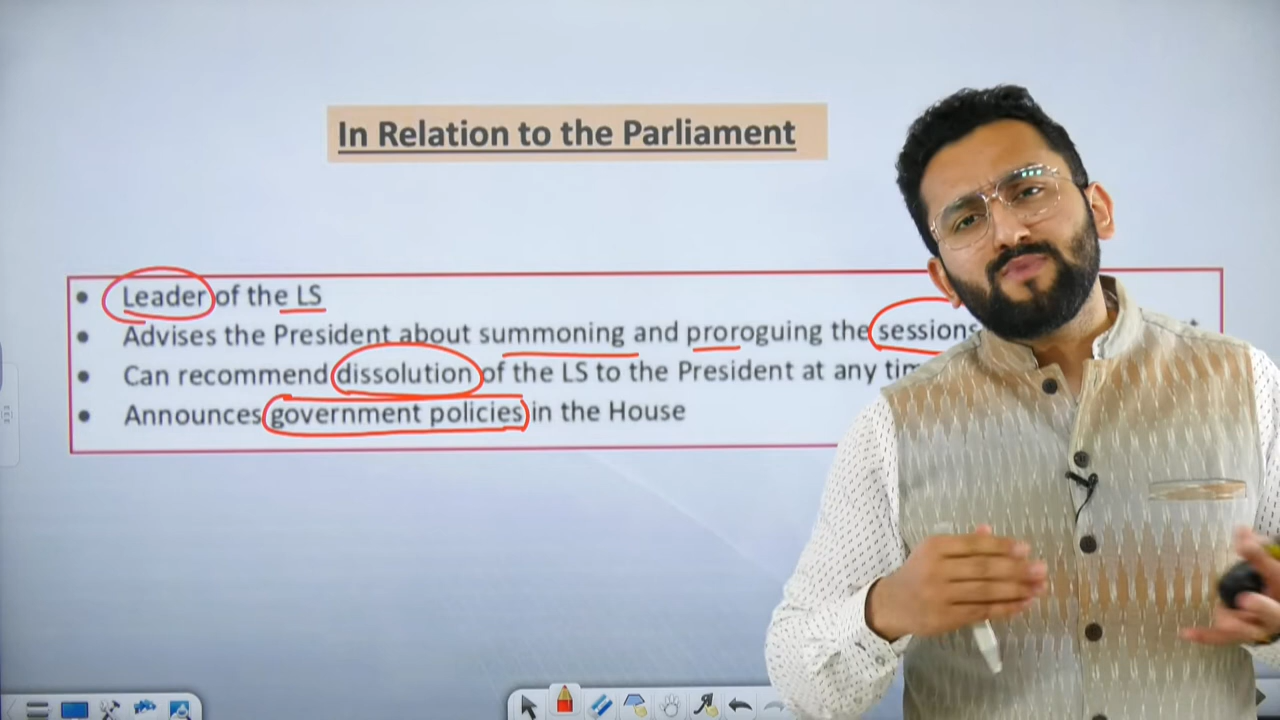 In Relation to the Parliament
• Leader of the LS
• Advises the President about summoning and proroguing the sessions
• Can recommend dissolution of the LS to the President at any
• Announces government policies in the House